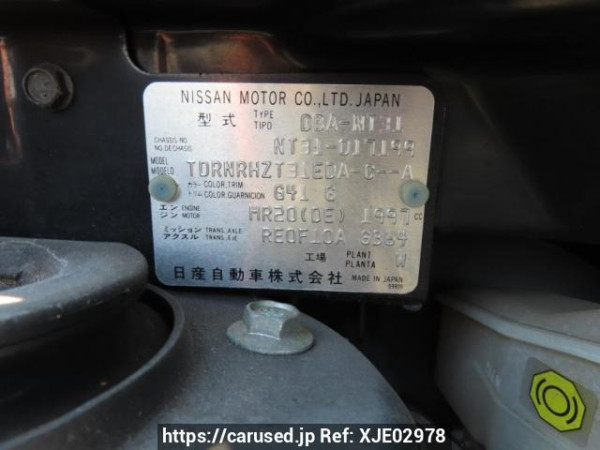 NISSAN MOTOR CO.,LTD.JAPAN
型式 TYPE TIPO DBA-NT31
CHASSIS NO NO DECHASIS NT31-017199
MODEL MODELO TDRNRHZT31EDA-C--A
カラー トリム COLOR,TRIM COLOR,GUARNICION G41 G
エンジン ENGINE MOTOR MR20(DE) 1997 CC
ミッション アクスル TRANS.,AXLE TRANS.,EJE RE0F10A GB64
工場 PLANT PLANTA W
日産自動車株式会社 MADE IN JAPAN
https://carused.jp Ref: XJE02978